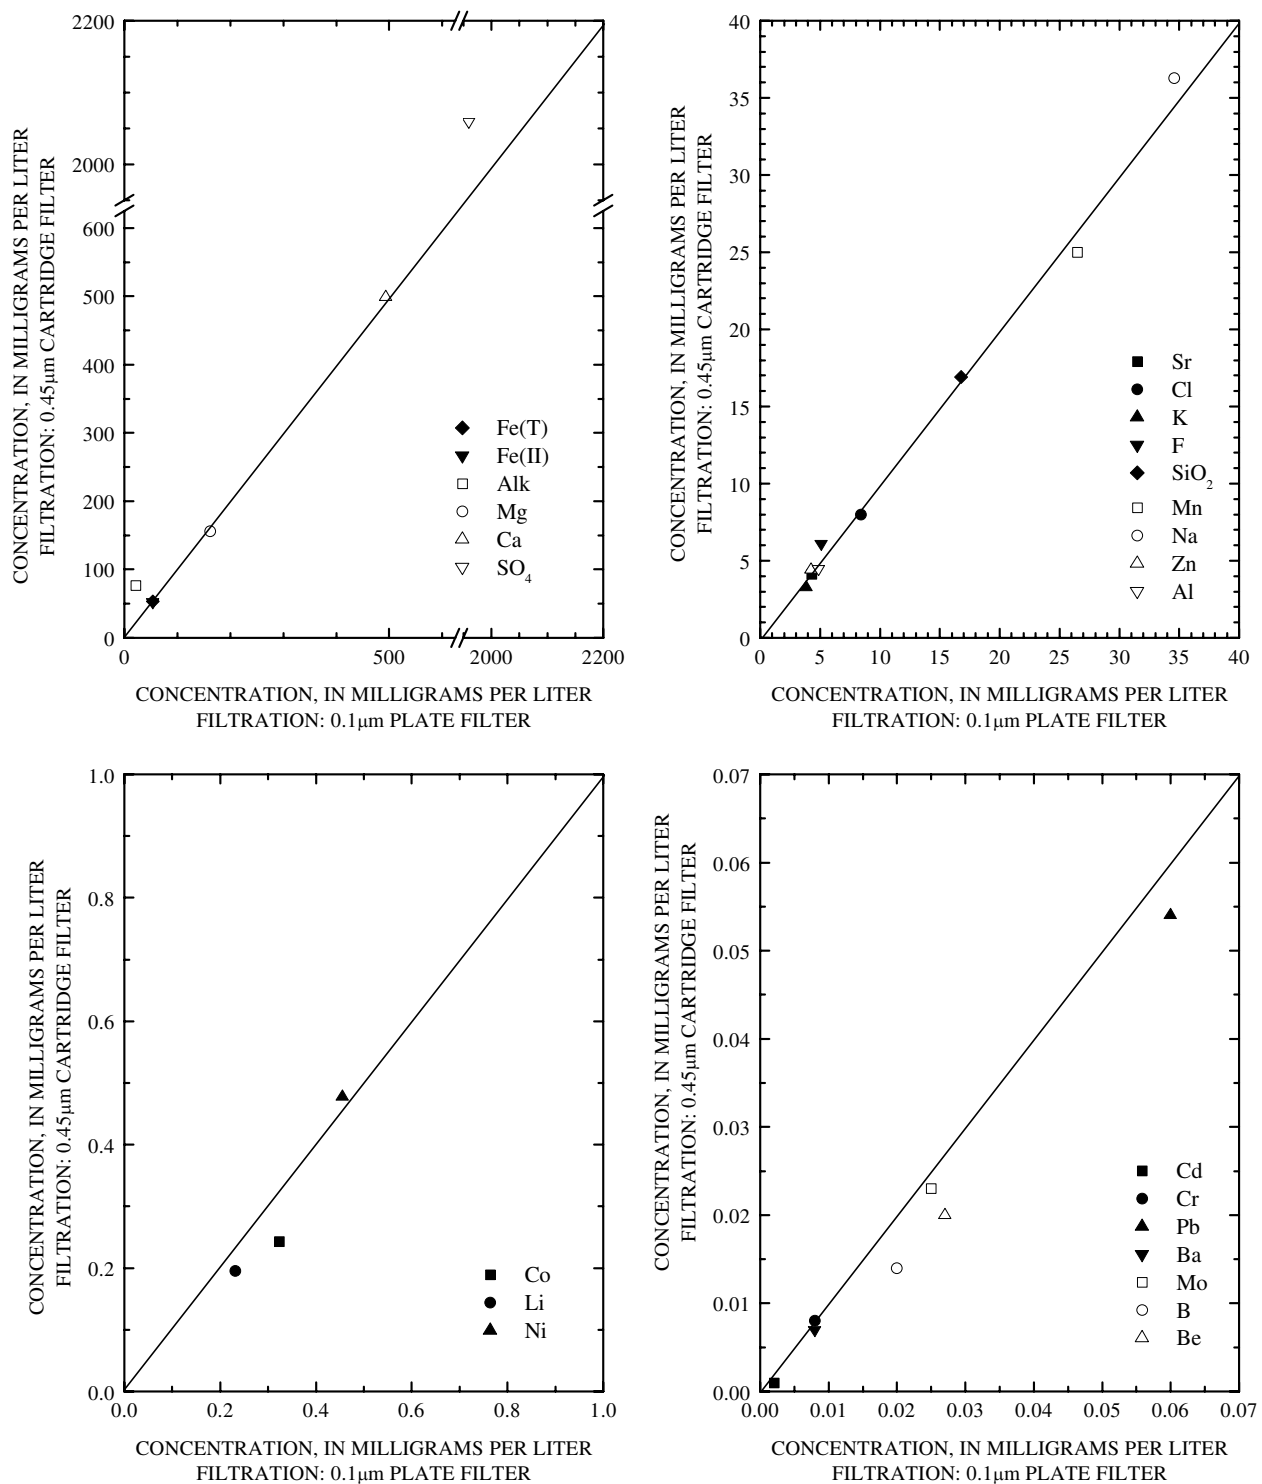 2200
2000
600
500
400
300
200
100
0
0
500
2000
2200
CONCENTRATION, IN MILLIGRAMS PER LITER
FILTRATION: 0.45µm CARTRIDGE FILTER
Fe(T)
Fe(II)
Alk
Mg
Ca
SO4
CONCENTRATION, IN MILLIGRAMS PER LITER
FILTRATION: 0.1µm PLATE FILTER
40
35
30
25
20
15
10
5
0
0 5 10 15 20 25 30 35 40
CONCENTRATION, IN MILLIGRAMS PER LITER
FILTRATION: 0.45µm CARTRIDGE FILTER
Sr
Cl
K
F
SiO2
Mn
Na
Zn
Al
CONCENTRATION, IN MILLIGRAMS PER LITER
FILTRATION: 0.1µm PLATE FILTER
1.0
0.8
0.6
0.4
0.2
0.0
0.0 0.2 0.4 0.6 0.8 1.0
CONCENTRATION, IN MILLIGRAMS PER LITER
FILTRATION: 0.45µm CARTRIDGE FILTER
Co
Li
Ni
CONCENTRATION, IN MILLIGRAMS PER LITER
FILTRATION: 0.1µm PLATE FILTER
0.07
0.06
0.05
0.04
0.03
0.02
0.01
0.00
0.00 0.01 0.02 0.03 0.04 0.05 0.06 0.07
CONCENTRATION, IN MILLIGRAMS PER LITER
FILTRATION: 0.45µm CARTRIDGE FILTER
Cd
Cr
Pb
Ba
Mo
B
Be
CONCENTRATION, IN MILLIGRAMS PER LITER
FILTRATION: 0.1µm PLATE FILTER